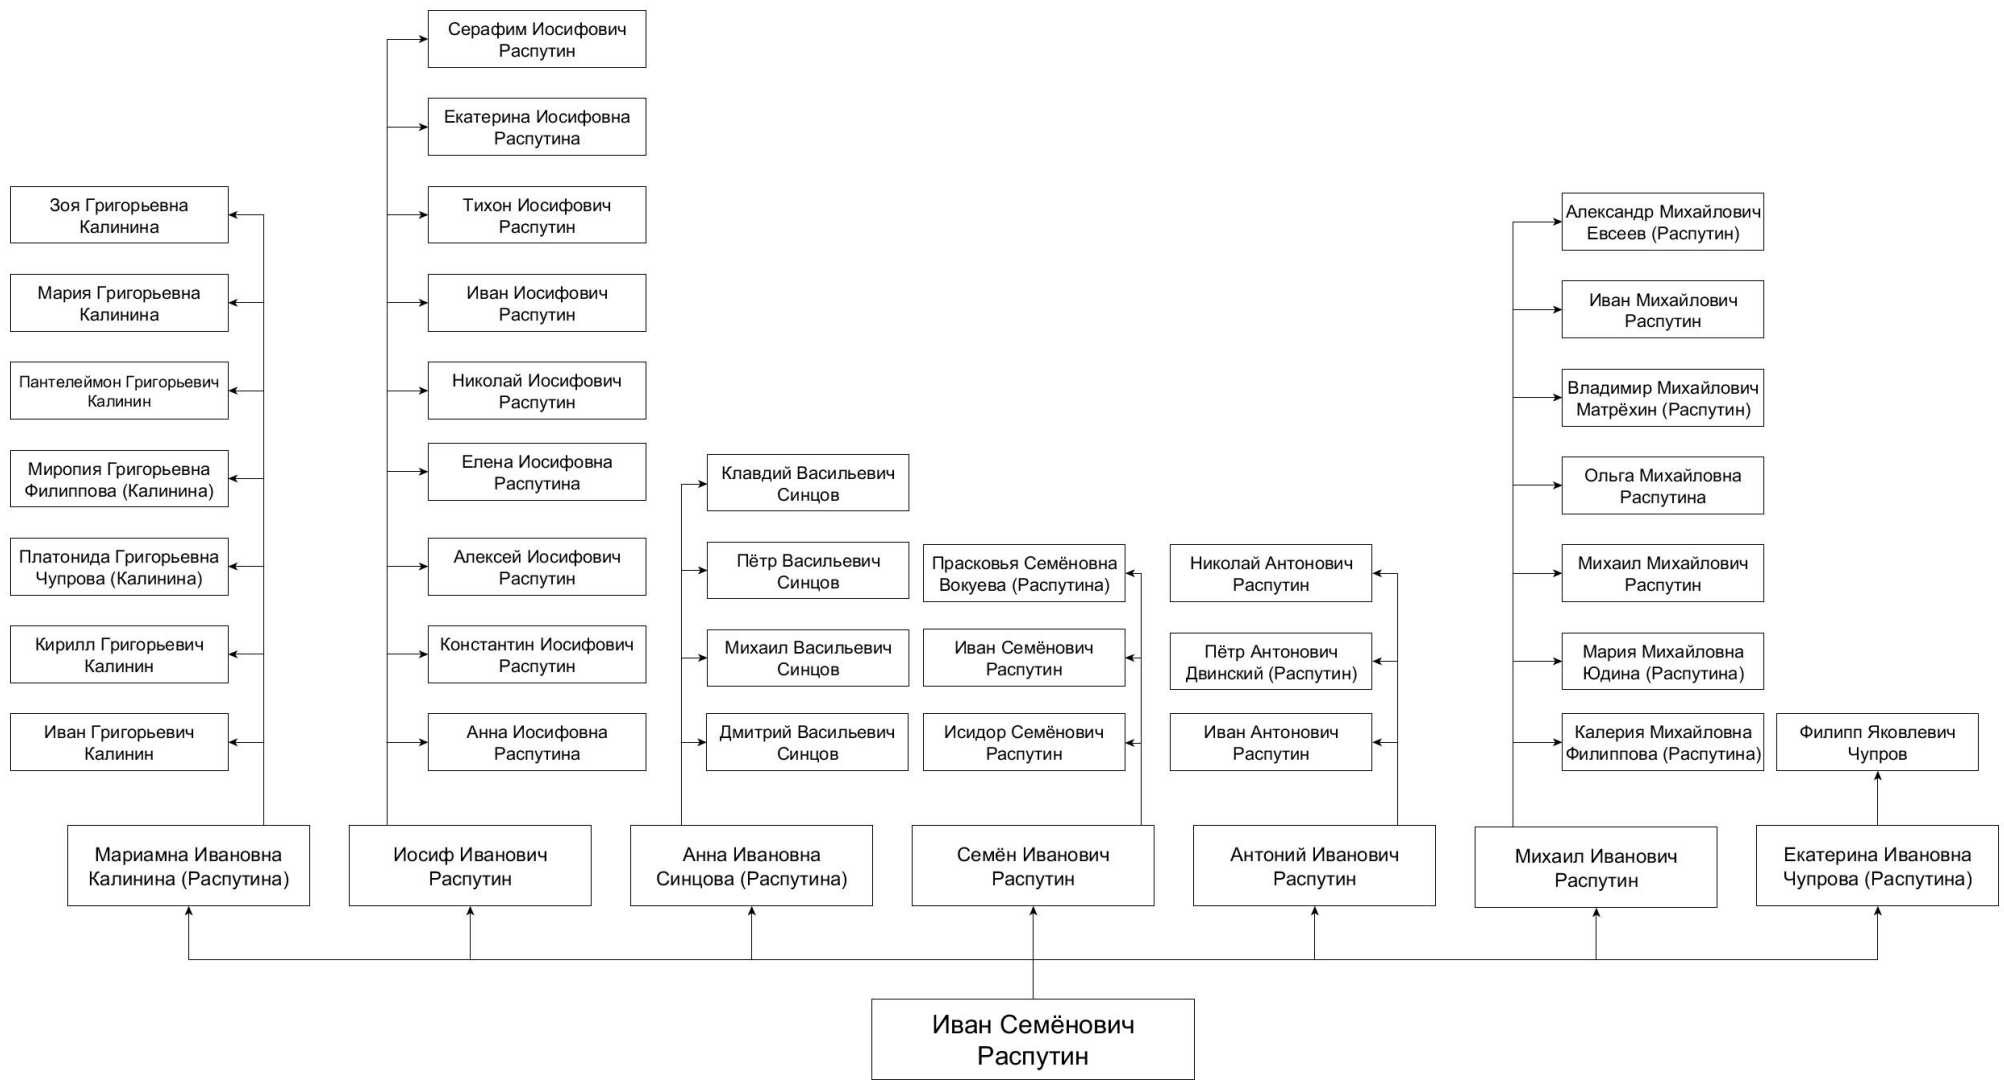 Серафим Иосифович
Распутин
Екатерина Иосифовна
Распутина
Зоя Григорьевна
Калинина
Тихон Иосифович
Распутин
Александр Михайлович
Евсеев (Распутин)
Мария Григорьевна
Калинина
Иван Иосифович
Распутин
Иван Михайлович
Распутин
Пантелеймон Григорьевич
Калинин
Николай Иосифович
Распутин
Владимир Михайлович
Матрёхин (Распутин)
Миропия Григорьевна
Филиппова (Калинина)
Елена Иосифовна
Распутина
Клавдий Васильевич
Синцов
Ольга Михайловна
Распутина
Платонида Григорьевна
Чупрова (Калинина)
Алексей Иосифович
Распутин
Пётр Васильевич
Синцов
Прасковья Семёновна
Вокуева (Распутина)
Николай Антонович
Распутин
Михаил Михайлович
Распутин
Кирилл Григорьевич
Калинин
Константин Иосифович
Распутин
Михаил Васильевич
Синцов
Иван Семёнович
Распутин
Пётр Антонович
Двинский (Распутин)
Мария Михайловна
Юдина (Распутина)
Иван Григорьевич
Калинин
Анна Иосифовна
Распутина
Дмитрий Васильевич
Синцов
Исидор Семёнович
Распутин
Иван Антонович
Распутин
Калерия Михайловна
Филиппова (Распутина)
Филипп Яковлевич
Чупров
Мариамна Ивановна
Калинина (Распутина)
Иосиф Иванович
Распутин
Анна Ивановна
Синцова (Распутина)
Семён Иванович
Распутин
Антоний Иванович
Распутин
Михаил Иванович
Распутин
Екатерина Ивановна
Чупрова (Распутина)
Иван Семёнович
Распутин